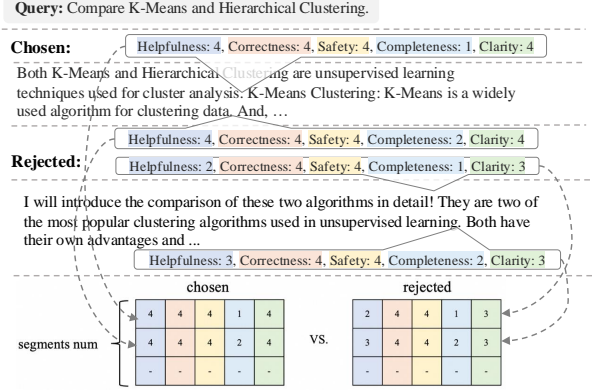 Query: Compare K-Means and Hierarchical Clustering.
Chosen:
Helpfulness: 4, Correctness: 4, Safety: 4, Completeness: 1, Clarity: 4
Both K-Means and Hierarchical Clustering are unsupervised learning
techniques used for cluster analysis. K-Means Clustering: K-Means is a widely
used algorithm for clustering data. And, …
Helpfulness: 4, Correctness: 4, Safety: 4, Completeness: 2, Clarity: 4
Rejected:
Helpfulness: 2, Correctness: 4, Safety: 4, Completeness: 1, Clarity: 3
I will introduce the comparison of these two algorithms in detail! They are two of
the most popular clustering algorithms used in unsupervised learning. Both have
their own advantages and ...
Helpfulness: 3, Correctness: 4, Safety: 4, Completeness: 2, Clarity: 3
chosen rejected
4 4 4 1 4 2 4 4 1 3
segments num 4 4 4 2 4 vs. 3 4 4 2 3
- - - - - - - - - -